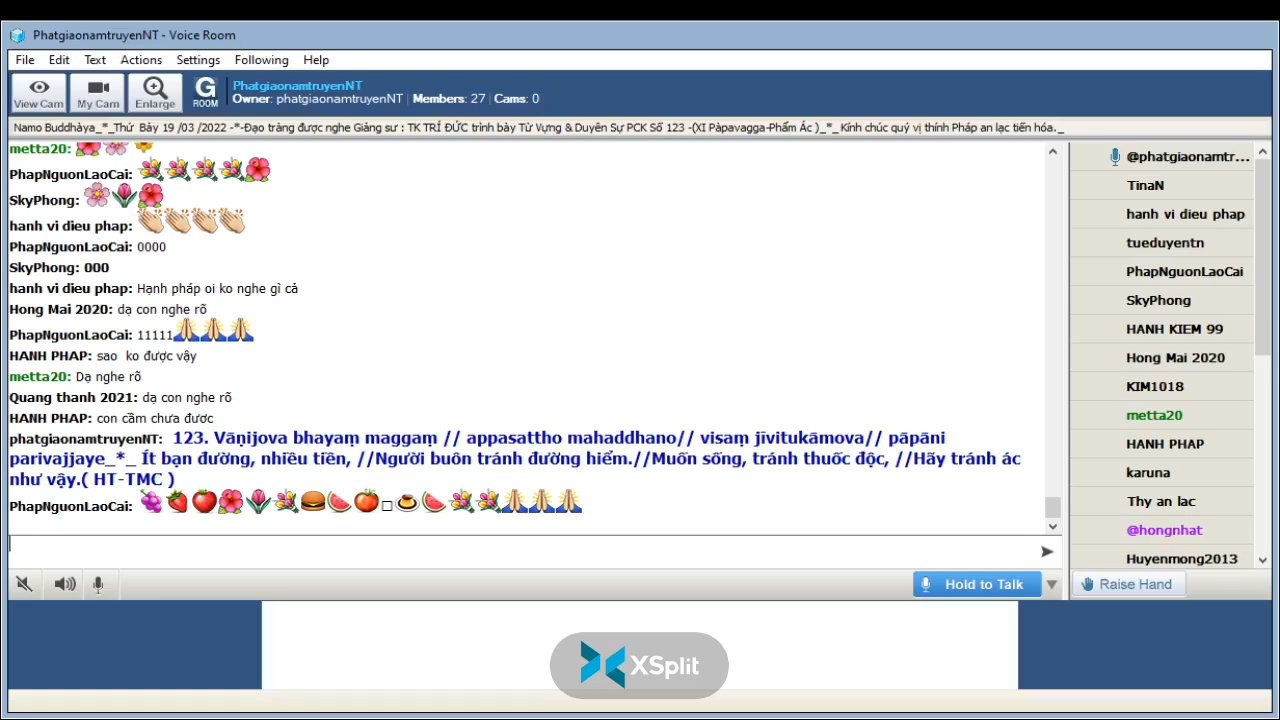 PhatgiaonamtruyenNT - Voice Room
File Edit Text Actions Settings Following Help
View Cam My Cam Enlarge G ROOM
PhatgiaonamtruyenNT
Owner: phatgiaonamtruyenNT | Members: 27 | Cams: 0
Namo Buddhàya_*_Thứ Bảy 19 /03 /2022 -*-Đạo tràng được nghe Giảng sư : TK TRÍ ĐỨC trình bày Từ Vựng & Duyên Sự PCK Số 123 -(XI Pàpavagga-Phẩm Ác )_*_ Kính chúc quý vị thính Pháp an lạc tiến hóa._
metta20:
PhapNguonLaoCai:
SkyPhong:
hanh vi dieu phap:
PhapNguonLaoCai: 0000
SkyPhong: 000
hanh vi dieu phap: Hạnh pháp oi ko nghe gì cả
Hong Mai 2020: dạ con nghe rõ
PhapNguonLaoCai: 11111
HANH PHAP: sao ko được vậy
metta20: Dạ nghe rõ
Quang thanh 2021: dạ con nghe rõ
HANH PHAP: con cầm chưa được
phatgiaonamtruyenNT: 123. Vāṇijova bhayaṃ maggaṃ // appasattho mahaddhano// visaṃ jīvitukāmova// pāpāni
parivajjaye_*_ Ít bạn đường, nhiều tiền, //Người buôn tránh đường hiểm.//Muốn sống, tránh thuốc độc, //Hãy tránh ác
như vậy.( HT-TMC )
PhapNguonLaoCai:
@phatgiaonamtr...
TinaN
hanh vi dieu phap
tueduyentn
PhapNguonLaoCai
SkyPhong
HANH KIEM 99
Hong Mai 2020
KIM1018
metta20
HANH PHAP
karuna
Thy an lac
@hongnhat
Huyenmong2013
Hold to Talk
Raise Hand
XSplit